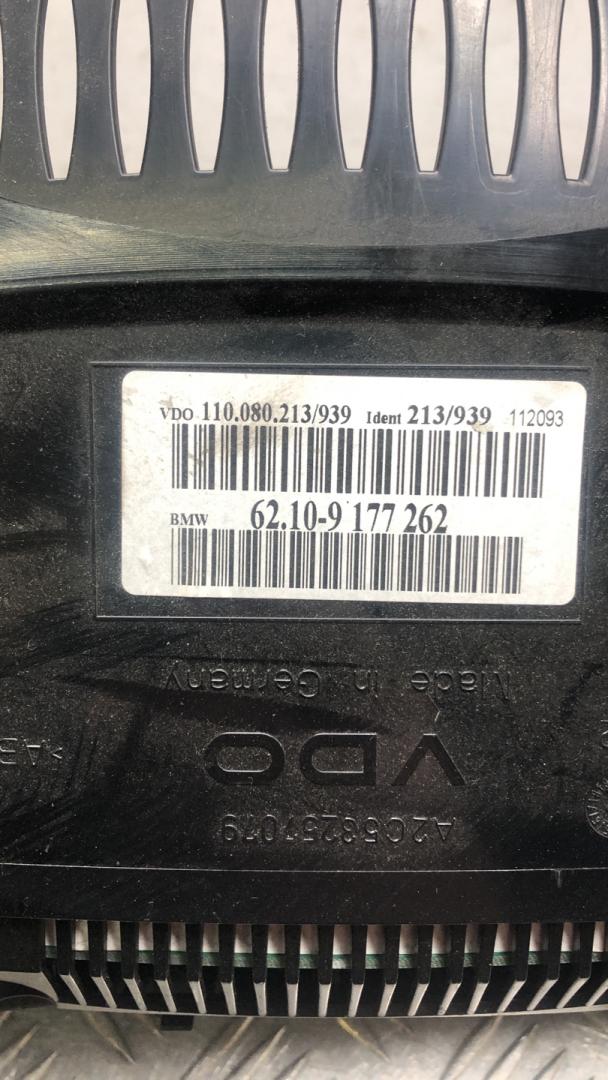 VDO 110.080.213/939 Ident 213/939 112093
BMW 62.10-9 177 262
Made in Germany
VDO